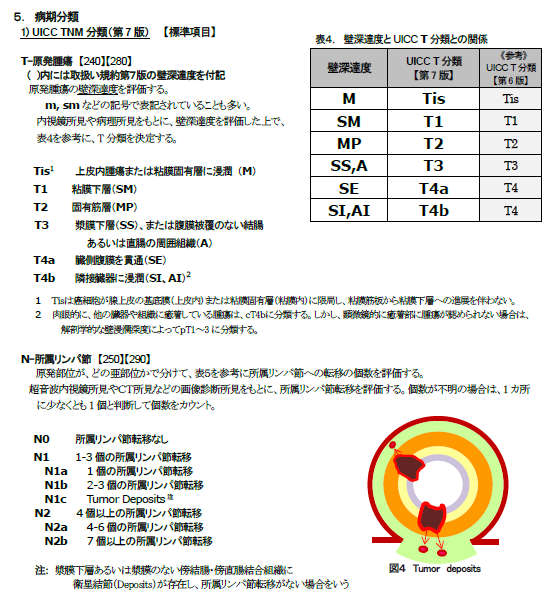 5． 病期分類
1）UICC TNM 分類（第７版） 【標準項目】
T-原発腫瘍 【240】【280】
（ ）内には取扱い規約第7版の壁深達度を付記
原発腫瘍の壁深達度を評価する。
m, sm などの記号で表記されていることも多い。
内視鏡所見や病理所見をもとに、壁深達度を評価した上で、
表4を参考に、T 分類を決定する。
Tis1 上皮内腫瘍または粘膜固有層に浸潤（M）
T1 粘膜下層（SM）
T2 固有筋層（MP）
T3 漿膜下層（SS）、または腹膜被覆のない結腸
あるいは直腸の周囲組織（A）
T4a 臓側腹膜を貫通（SE）
T4b 隣接臓器に浸潤（SI、AI）2
表4． 壁深達度とUICC T 分類との関係
壁深達度 UICC T 分類【第７版】 《参考》UICC T 分類【第６版】
M Tis Tis
SM T1 T1
MP T2 T2
SS,A T3 T3
SE T4a T4
SI,AI T4b T4
1 Tisは癌細胞が腺上皮の基底膜（上皮内）または粘膜固有層（粘膜内）に限局し、粘膜筋板から粘膜下層への進展を伴わない。
2 肉眼的に、他の臓器や組織に癒着している腫瘍は、cT4bに分類する。しかし、顕微鏡的に癒着部に腫瘍が認められない場合は、
解剖学的な壁浸潤深度によってpT1～3 に分類する。
N-所属リンパ節 【250】【290】
原発部位が、どの亜部位かで分けて、表5を参考に所属リンパ節への転移の個数を評価する。
超音波内視鏡所見やCT所見などの画像診断所見をもとに、所属リンパ節転移を評価する。個数が不明の場合は、１カ所
に少なくとも１個と判断して個数をカウント。
N0 所属リンパ節転移なし
N1 1-3 個の所属リンパ節転移
N1a 1 個の所属リンパ節転移
N1b 2-3 個の所属リンパ節転移
N1c Tumor Deposits 注
N2 4 個以上の所属リンパ節転移
N2a 4-6 個の所属リンパ節転移
N2b 7 個以上の所属リンパ節転移
注： 漿膜下層あるいは漿膜のない傍結腸・傍直腸結合組織に
衛星結節（Deposits）が存在し、所属リンパ節転移がない場合をいう
図4 Tumor deposits